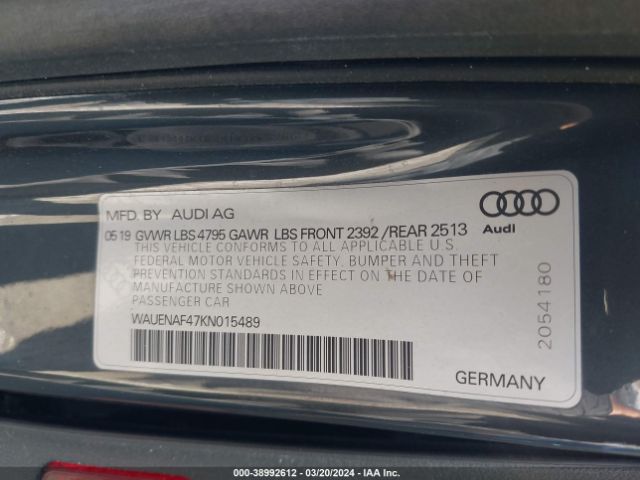 MFD. BY AUDI AG
Audi
05 19 GVWR LBS 4795 GAWR LBS FRONT 2392 /REAR 2513
THIS VEHICLE CONFORMS TO ALL APPLICABLE U S
FEDERAL MOTOR VEHICLE SAFETY, BUMPER AND THEFT
PREVENTION STANDARDS IN EFFECT ON THE DATE OF
MANUFACTURE SHOWN ABOVE
PASSENGER CAR
WAUENAF47KN015489
2054180
GERMANY
000-38992612 - 03/20/2024 - IAA Inc.